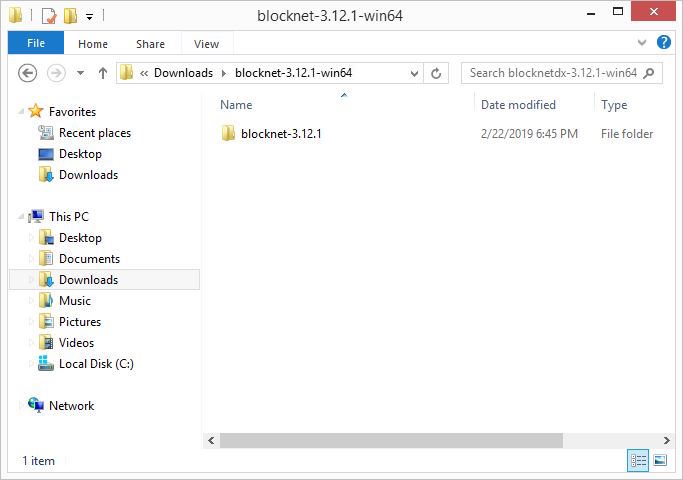 blocknet-3.12.1-win64
File Home Share View
« Downloads blocknet-3.12.1-win64 Search blocknetdx-3.12.1-win64
Name Date modified Type
blocknet-3.12.1 2/22/2019 6:45 PM File folder
Favorites
Recent places
Desktop
Downloads
This PC
Desktop
Documents
Downloads
Music
Pictures
Videos
Local Disk (C:)
Network
1 item